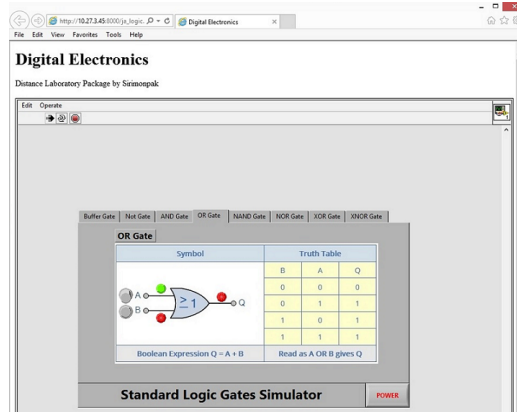 http://10.27.3.45:8000/ja_logic.
Digital Electronics
File Edit View Favorites Tools Help
Digital Electronics
Distance Laboratory Package by Sirimonpak
Edit Operate
Buffer Gate Not Gate AND Gate OR Gate NAND Gate NOR Gate XOR Gate XNOR Gate
OR Gate
Symbol Truth Table
B A Q
0 0 0
0 1 1
1 0 1
1 1 1
A
≥ 1 Q
B
Boolean Expression Q = A + B Read as A OR B gives Q
Standard Logic Gates Simulator POWER